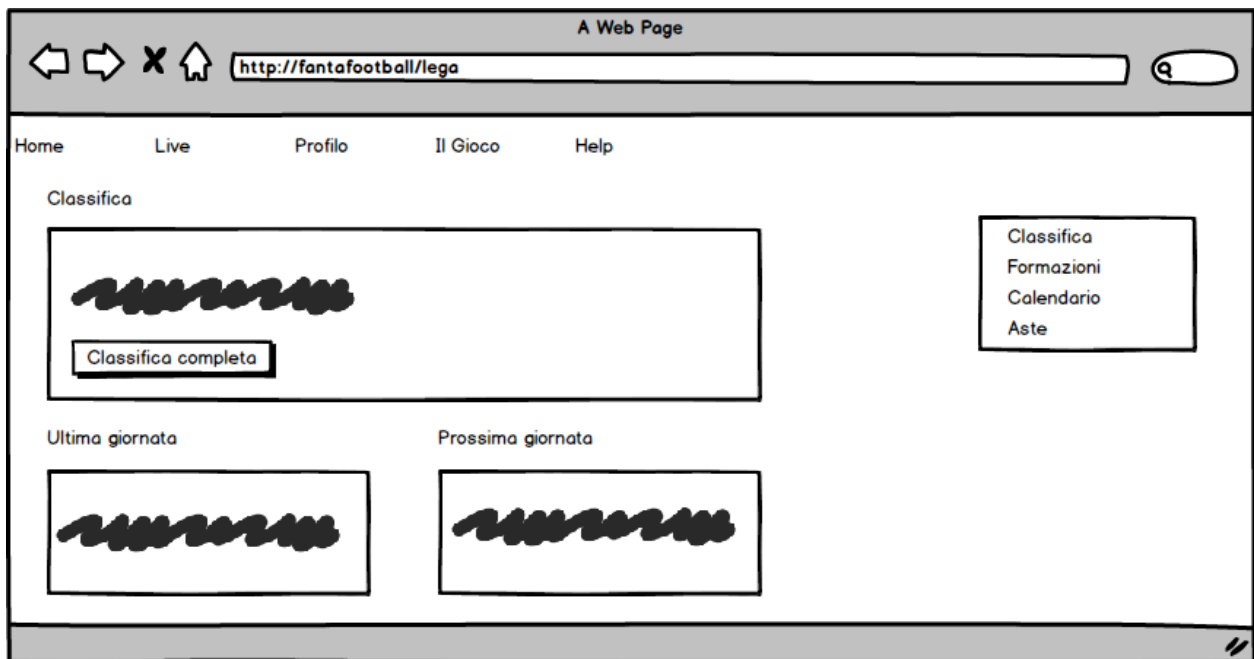 A Web Page
http://fantafootball/lega
Home Live Profilo Il Gioco Help
Classifica
Classifica completa
Classifica
Formazioni
Calendario
Aste
Ultima giornata Prossima giornata